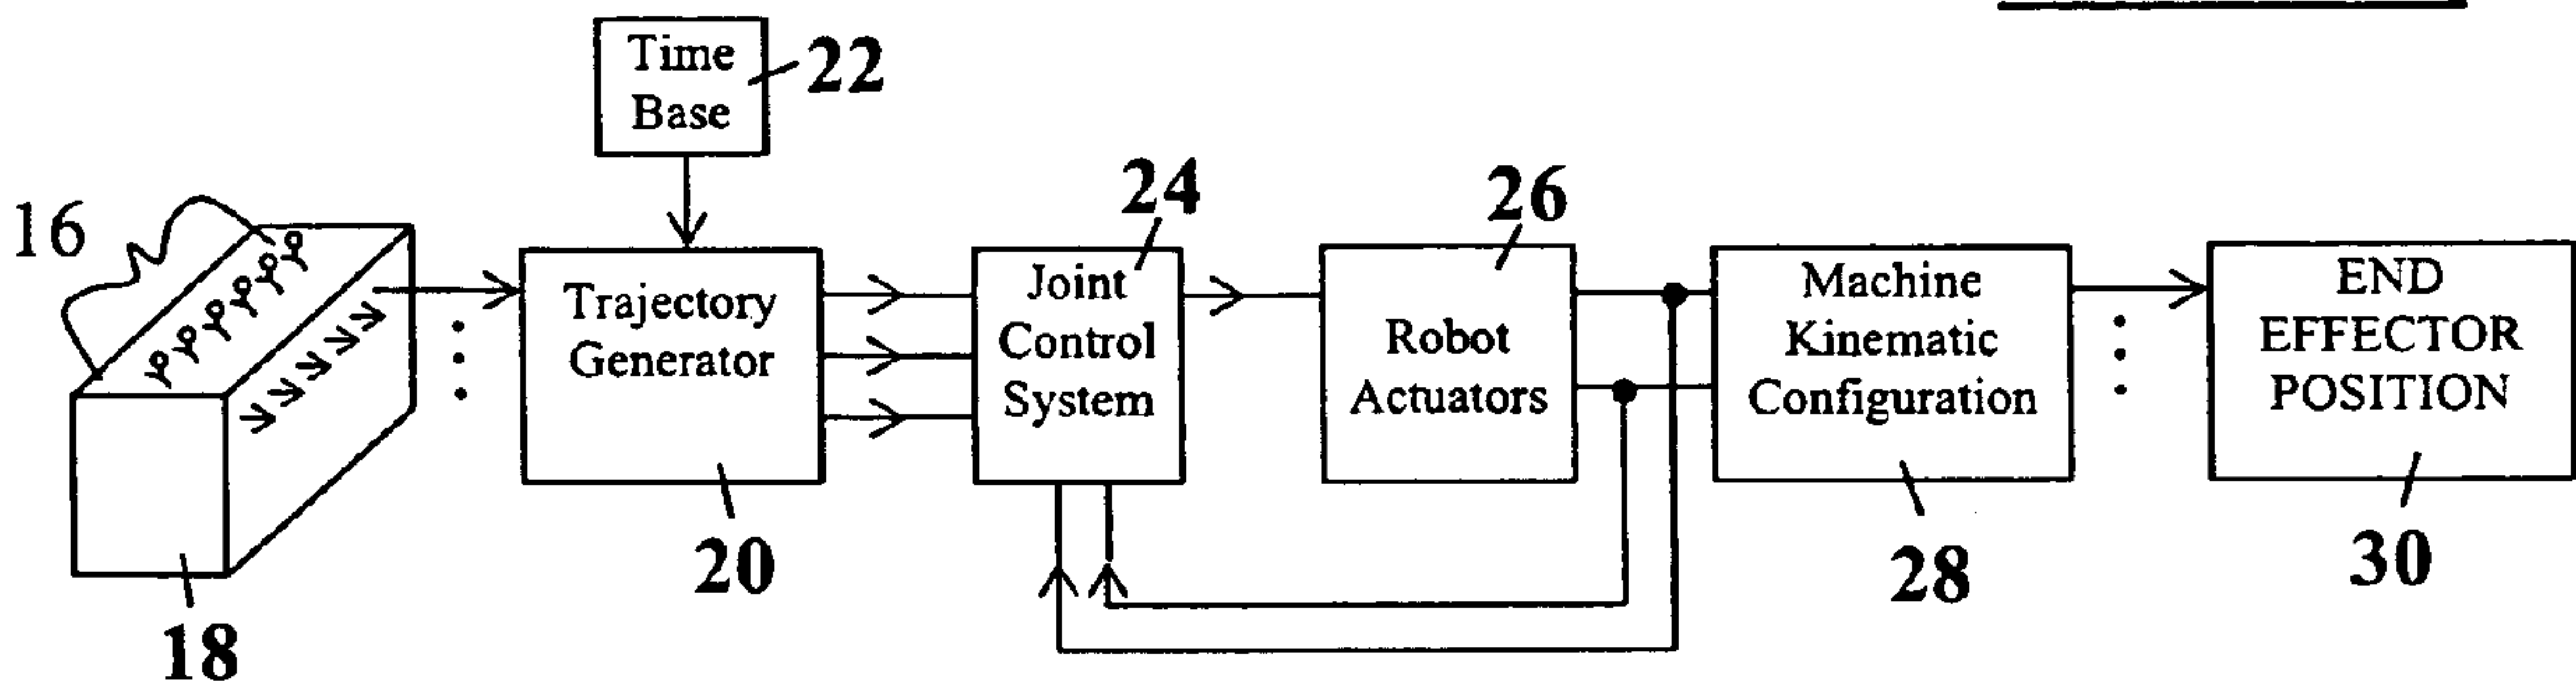 Time
Base
22
16
18
Trajectory
Generator
20
24
Joint
Control
System
26
Robot
Actuators
Machine
Kinematic
Configuration
28
END
EFFECTOR
POSITION
30